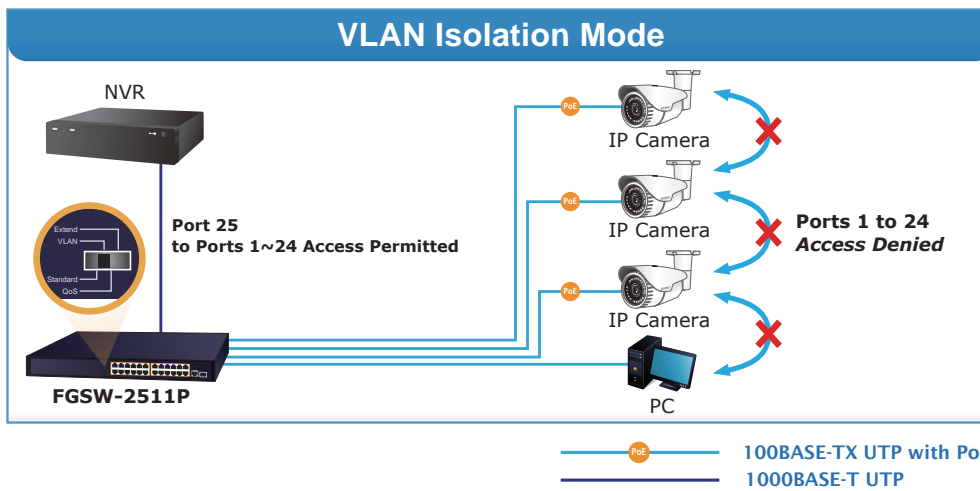 VLAN Isolation Mode
NVR
PoE
IP Camera
Extend
VLAN
Standard
QoS
Port 25
to Ports 1~24 Access Permitted
PoE
IP Camera
Ports 1 to 24
Access Denied
PoE
IP Camera
FGSW-2511P
PC
PoE
100BASE-TX UTP with Po
1000BASE-T UTP